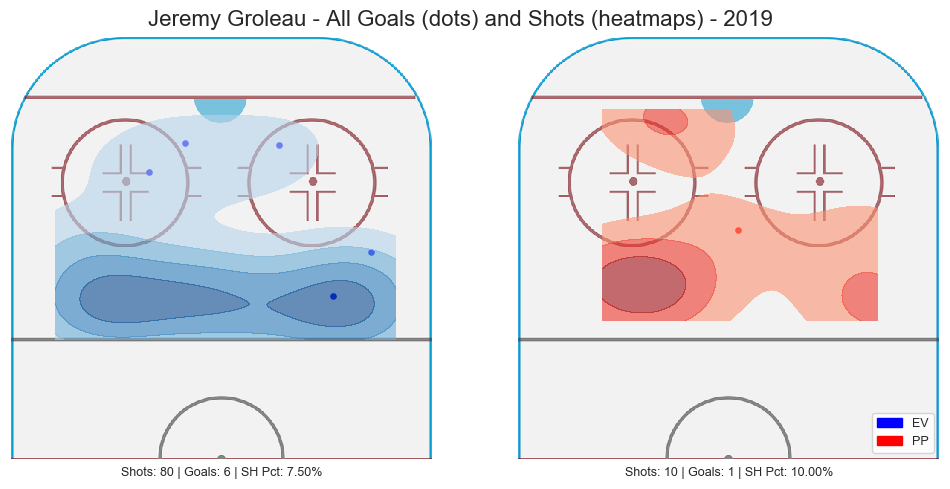 Jeremy Groleau - All Goals (dots) and Shots (heatmaps) - 2019
EV
PP
Shots: 80 | Goals: 6 | SH Pct: 7.50%
Shots: 10 | Goals: 1 | SH Pct: 10.00%